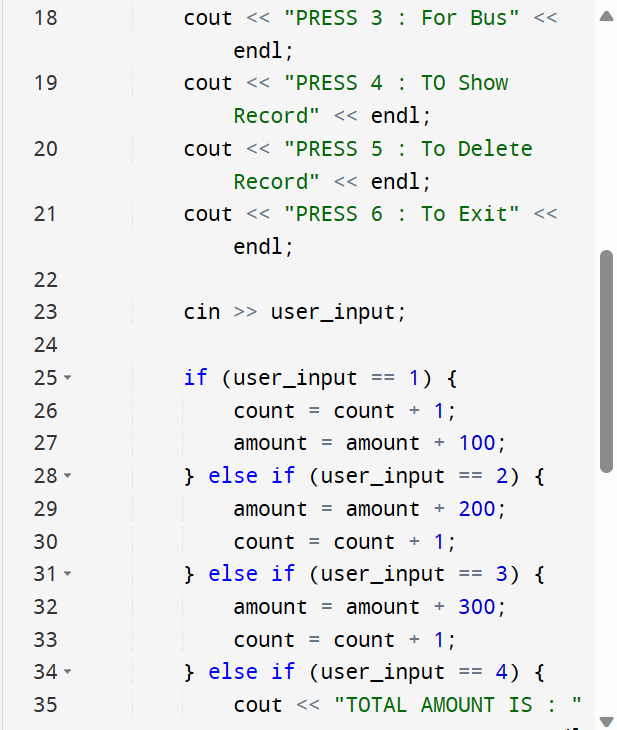 18 cout << "PRESS 3 : For Bus" <<
endl;
19 cout << "PRESS 4 : TO Show
Record" << endl;
20 cout << "PRESS 5 : To Delete
Record" << endl;
21 cout << "PRESS 6 : To Exit" <<
endl;
22
23 cin >> user_input;
24
25 if (user_input == 1) {
26 count = count + 1;
27 amount = amount + 100;
28 } else if (user_input == 2) {
29 amount = amount + 200;
30 count = count + 1;
31 } else if (user_input == 3) {
32 amount = amount + 300;
33 count = count + 1;
34 } else if (user_input == 4) {
35 cout << "TOTAL AMOUNT IS : "